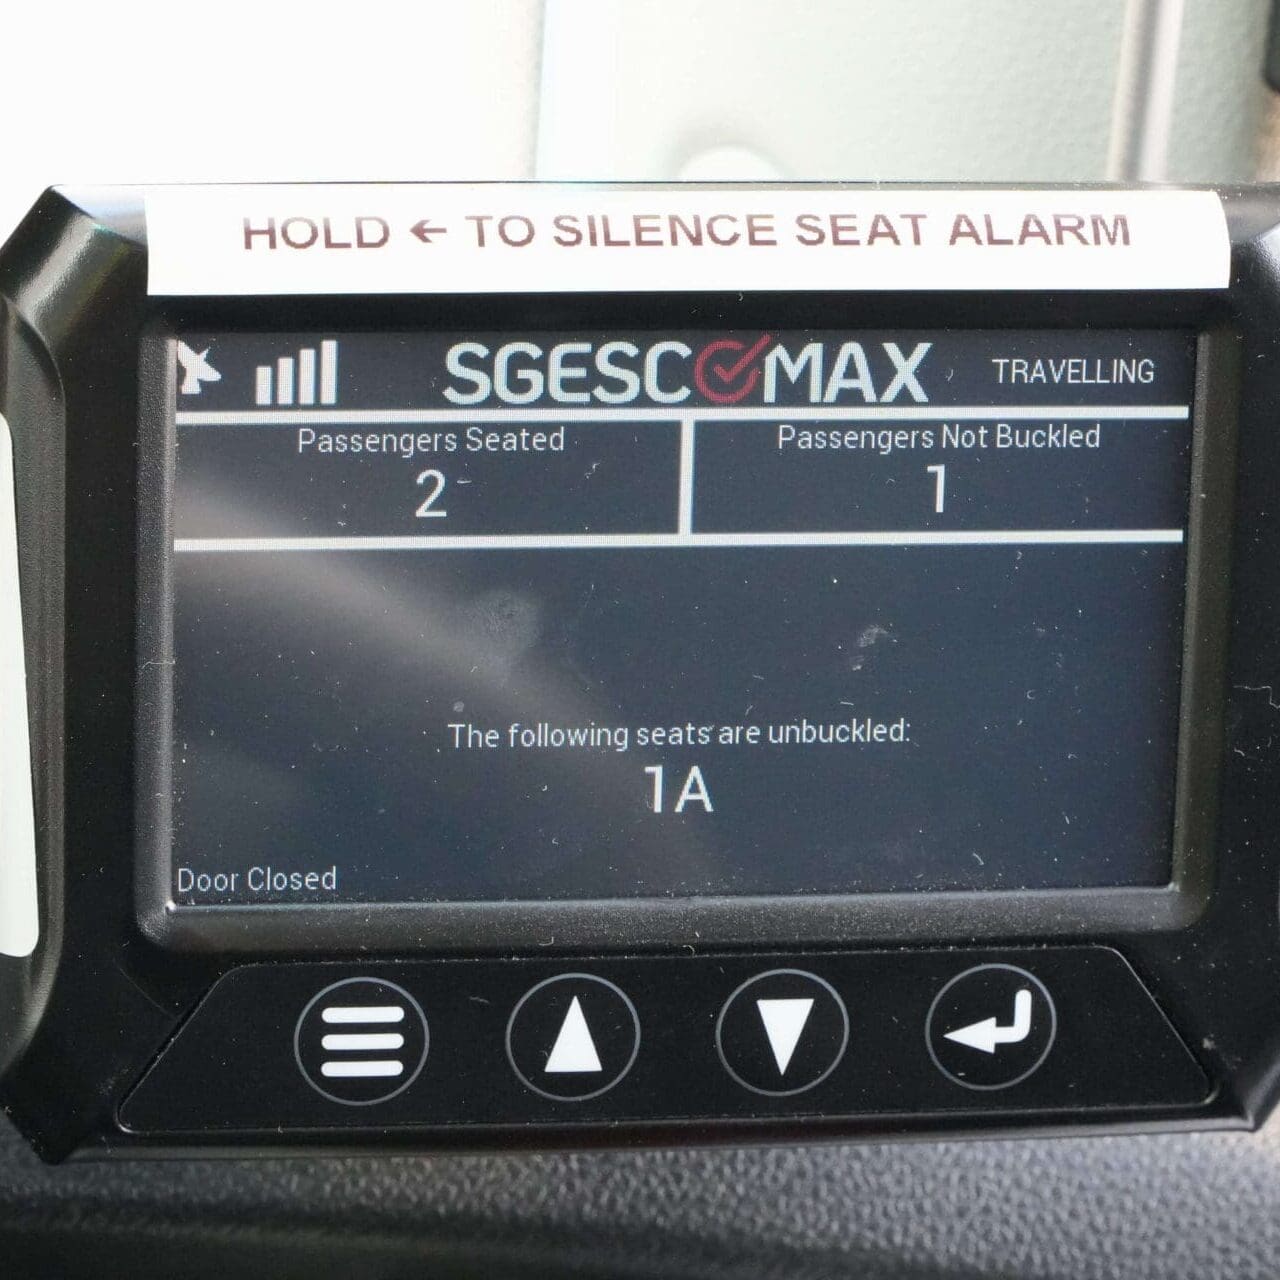 HOLD ← TO SILENCE SEAT ALARM
SGESCOMAX
TRAVELLING
Passengers Seated
2
Passengers Not Buckled
1
The following seats are unbuckled:
1A
Door Closed